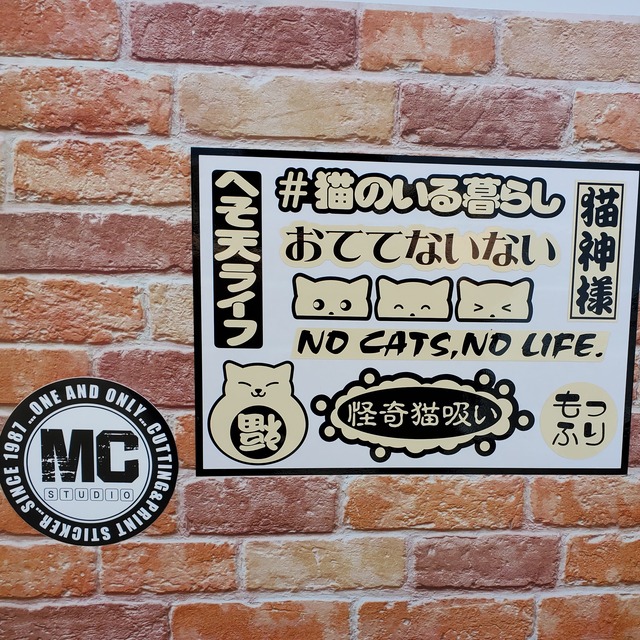 へそ天ライフ
#猫のいる暮らし
おててないない
猫神様
NO CATS,NO LIFE.
福
怪奇猫吸い
もっ
ふり
...ONE AND ONLY...CUTTING&PRINT STICKER...SINCE 1987
MC
STUDIO